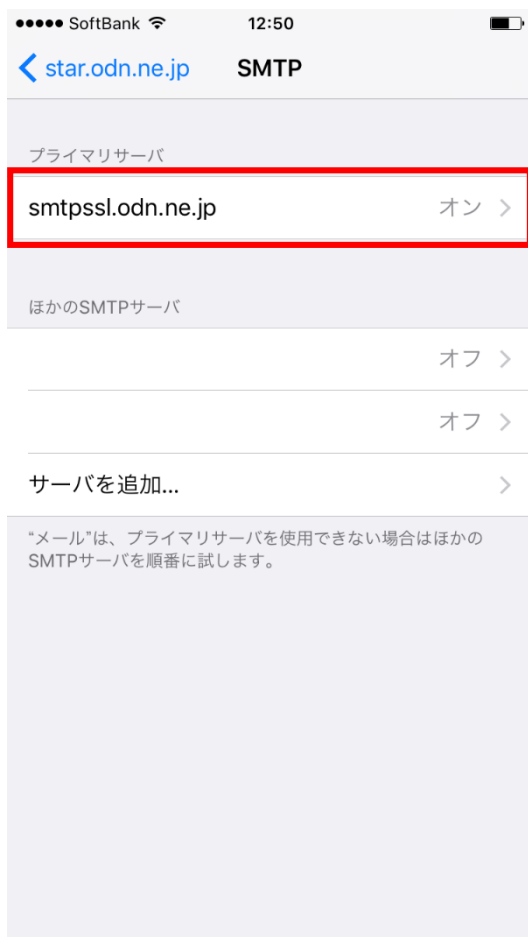 SoftBank 12:50
star.odn.ne.jp SMTP
プライマリサーバ
smtpssl.odn.ne.jp オン
ほかのSMTPサーバ
オフ
オフ
サーバを追加...
“メール”は、プライマリサーバを使用できない場合はほかの
SMTPサーバを順番に試します。